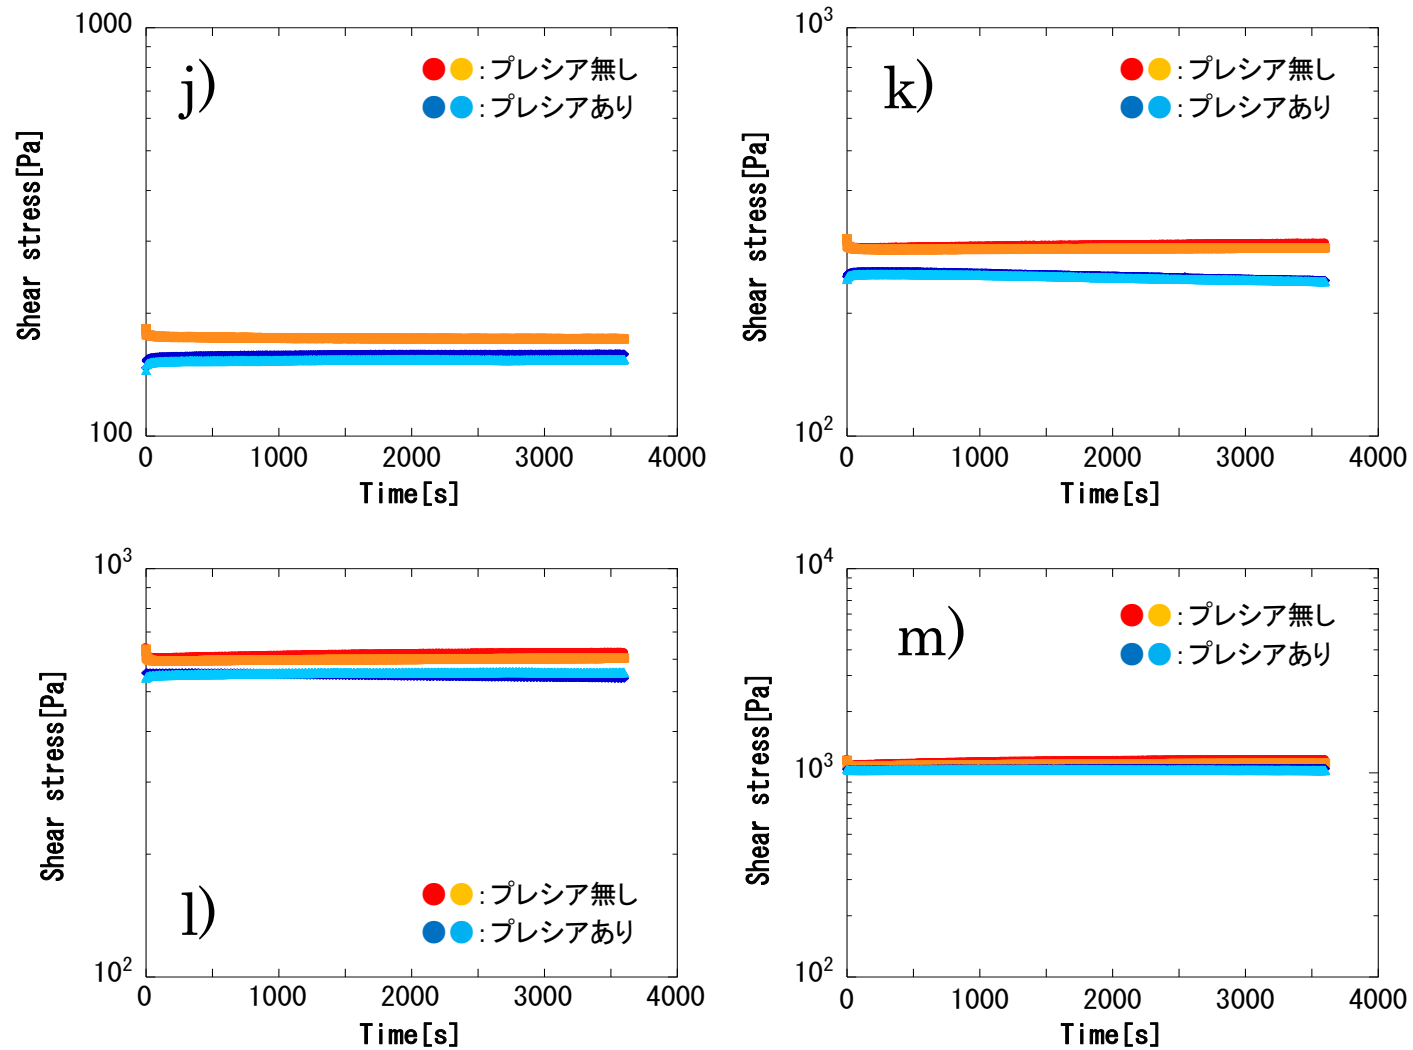 1000
j)
: プレシア無し
: プレシアあり
Shear stress[Pa]
100
0 1000 2000 3000 4000
Time[s]
10³
k)
: プレシア無し
: プレシアあり
Shear stress[Pa]
10²
0 1000 2000 3000 4000
Time[s]
10³
Shear stress[Pa]
l)
: プレシア無し
: プレシアあり
10²
0 1000 2000 3000 4000
Time[s]
10⁴
m)
: プレシア無し
: プレシアあり
Shear stress[Pa]
10³
10²
0 1000 2000 3000 4000
Time[s]